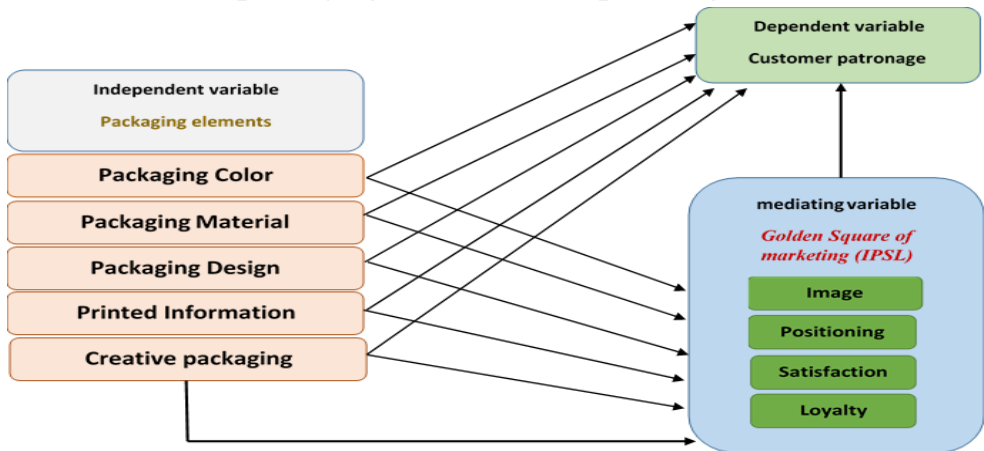 Dependent variable
Customer patronage
Independent variable
Packaging elements
Packaging Color
Packaging Material
Packaging Design
Printed Information
Creative packaging
mediating variable
Golden Square of
marketing (IPSL)
Image
Positioning
Satisfaction
Loyalty